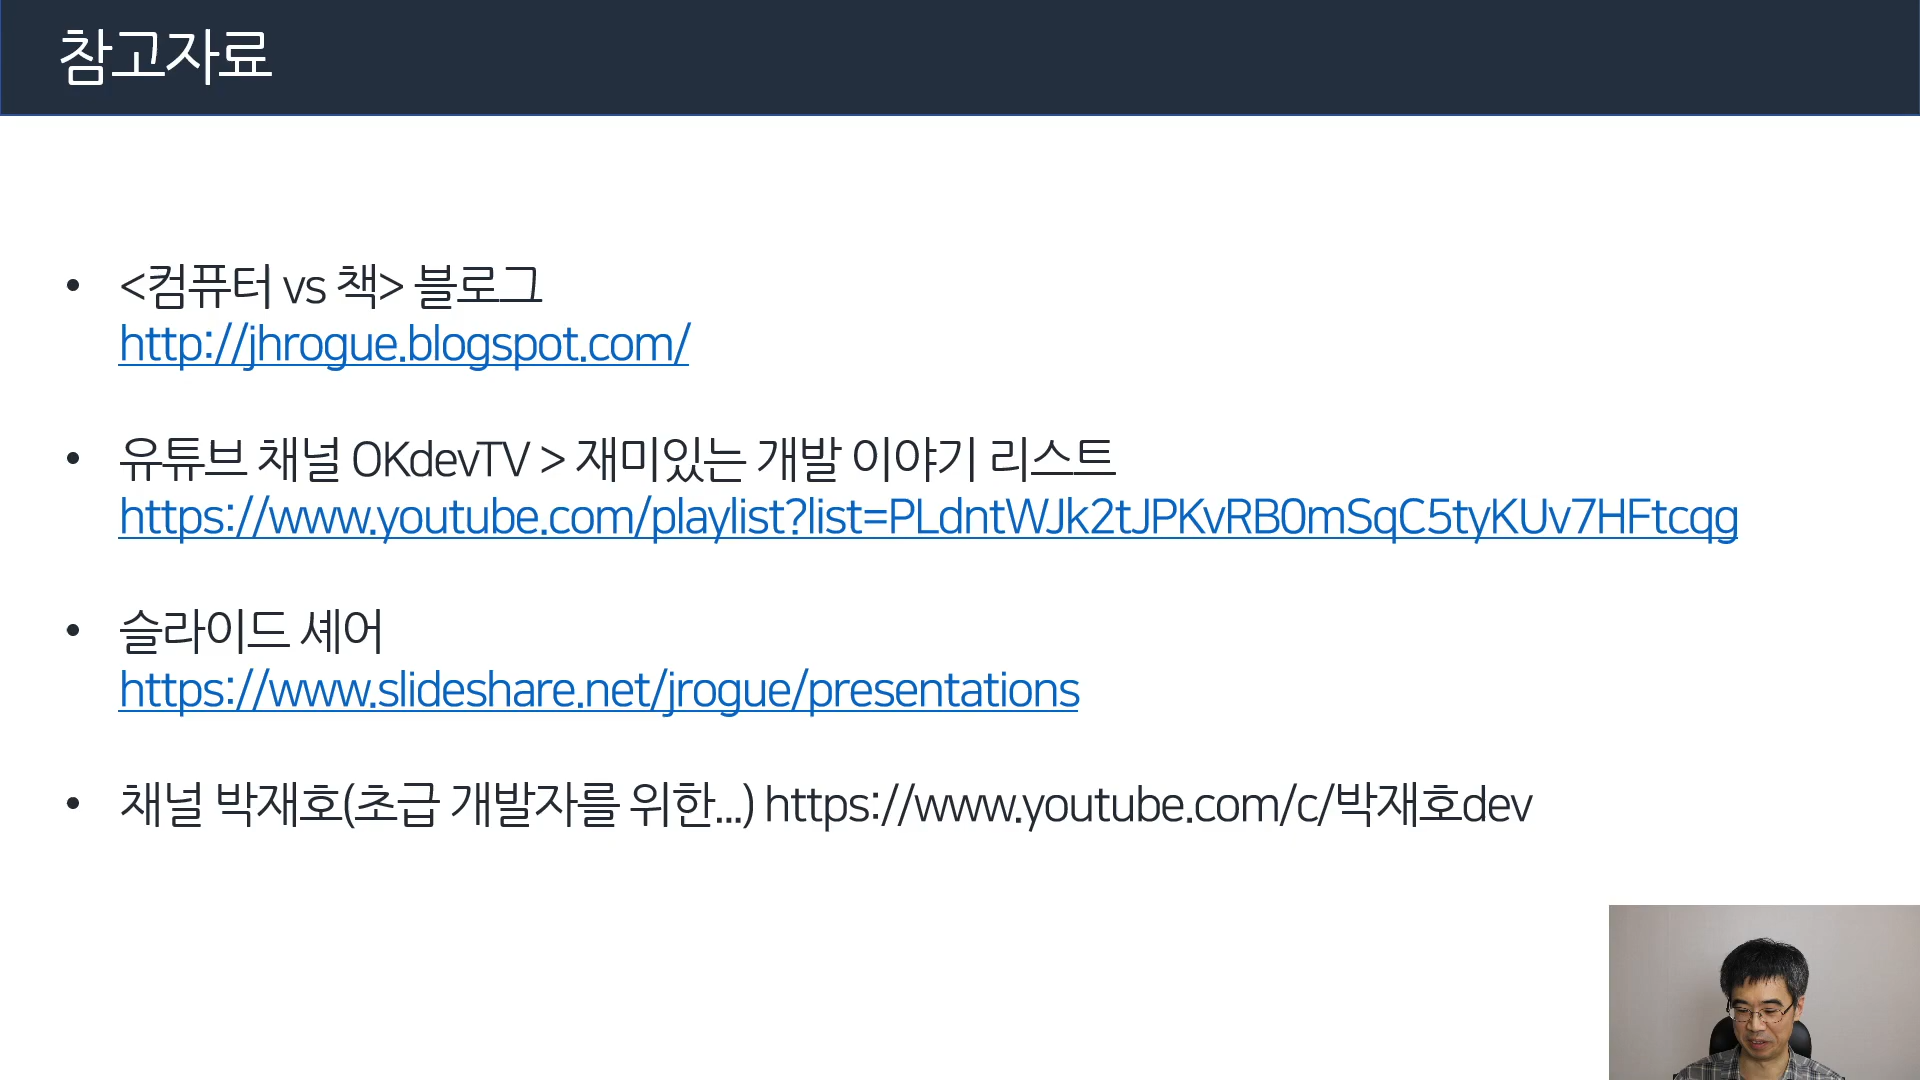 참고자료
• <컴퓨터 vs 책> 블로그
http://jhrogue.blogspot.com/
• 유튜브 채널 OKdevTV > 재미있는 개발 이야기 리스트
https://www.youtube.com/playlist?list=PLdntWJk2tJPKvRB0mSqC5tyKUv7HFtcqg
• 슬라이드 셰어
https://www.slideshare.net/jrogue/presentations
• 채널 박재호(초급 개발자를 위한...) https://www.youtube.com/c/박재호dev